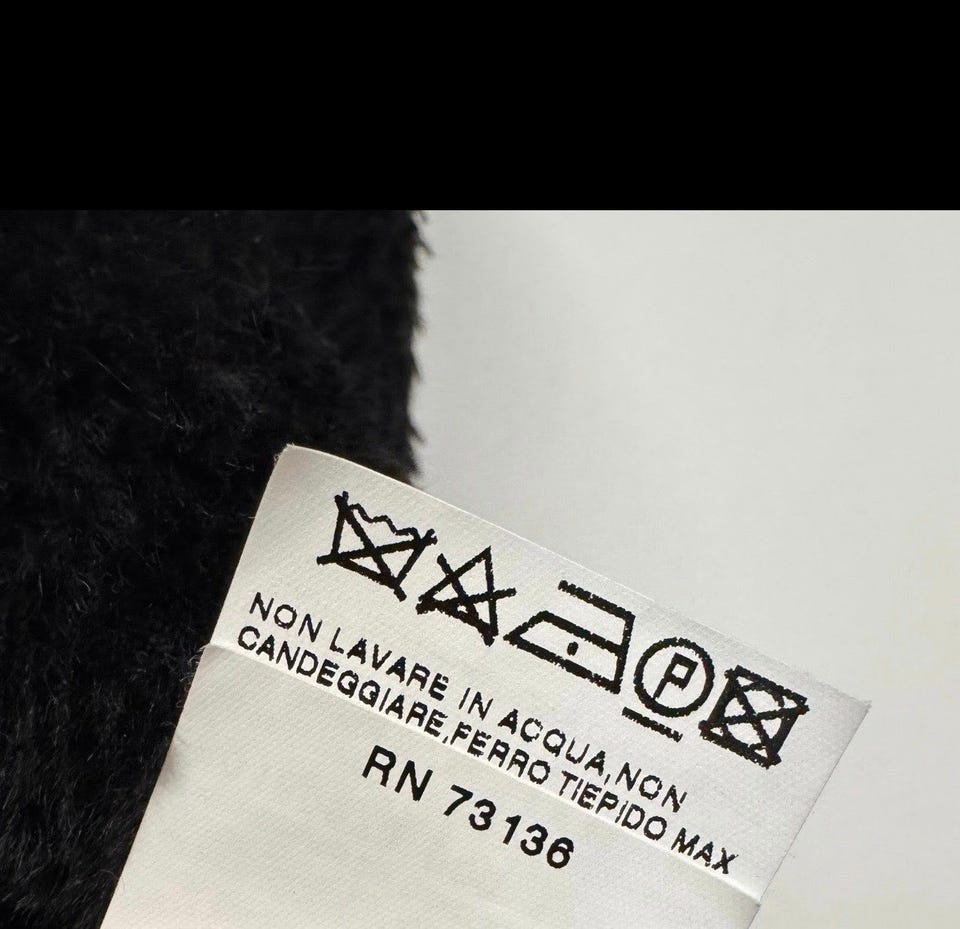 P
NON LAVARE IN ACQUA,NON
CANDEGGIARE,FERRO TIEPIDO MAX
RN 73136